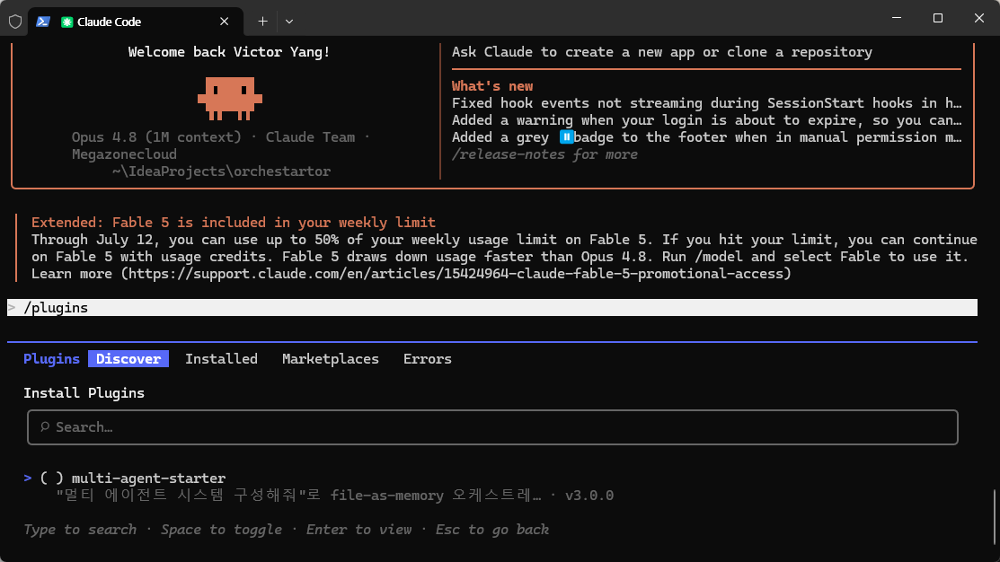 Claude Code
Welcome back Victor Yang!
Opus 4.8 (1M context) · Claude Team ·
Megazonecloud
~\IdeaProjects\orchestartor
Ask Claude to create a new app or clone a repository
What's new
Fixed hook events not streaming during SessionStart hooks in h…
Added a warning when your login is about to expire, so you can…
Added a grey ⏸badge to the footer when in manual permission m…
/release-notes for more
Extended: Fable 5 is included in your weekly limit
Through July 12, you can use up to 50% of your weekly usage limit on Fable 5. If you hit your limit, you can continue
on Fable 5 with usage credits. Fable 5 draws down usage faster than Opus 4.8. Run /model and select Fable to use it.
Learn more (https://support.claude.com/en/articles/15424964-claude-fable-5-promotional-access)
> /plugins
Plugins Discover Installed Marketplaces Errors
Install Plugins
Search…
> ( ) multi-agent-starter
"멀티 에이전트 시스템 구성해줘"로 file-as-memory 오케스트레… · v3.0.0
Type to search · Space to toggle · Enter to view · Esc to go back